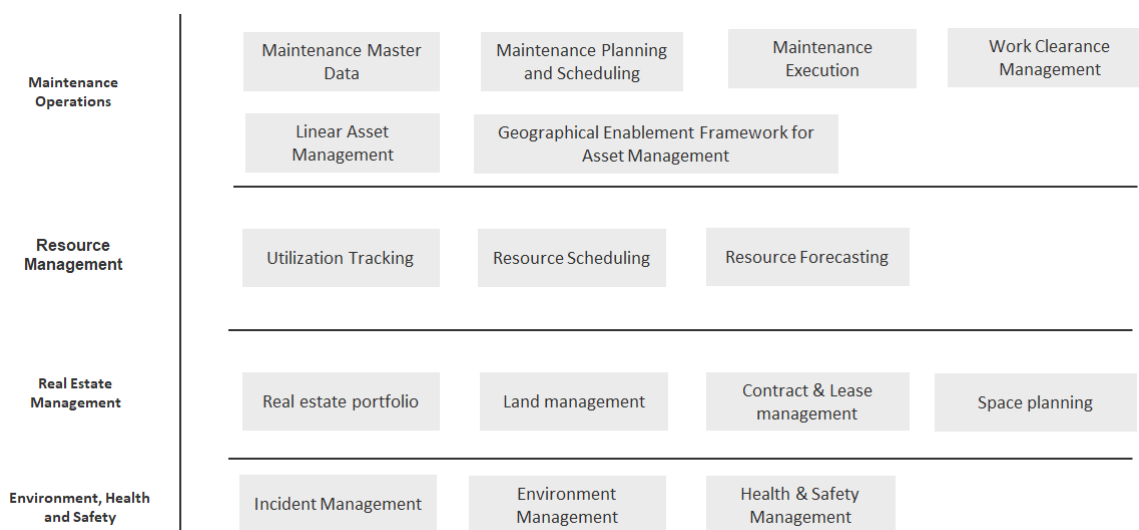 Maintenance
Operations
Maintenance Master
Data
Maintenance Planning
and Scheduling
Maintenance
Execution
Work Clearance
Management
Linear Asset
Management
Geographical Enablement Framework for
Asset Management
Resource
Management
Utilization Tracking
Resource Scheduling
Resource Forecasting
Real Estate
Management
Real estate portfolio
Land management
Contract & Lease
management
Space planning
Environment, Health
and Safety
Incident Management
Environment
Management
Health & Safety
Management